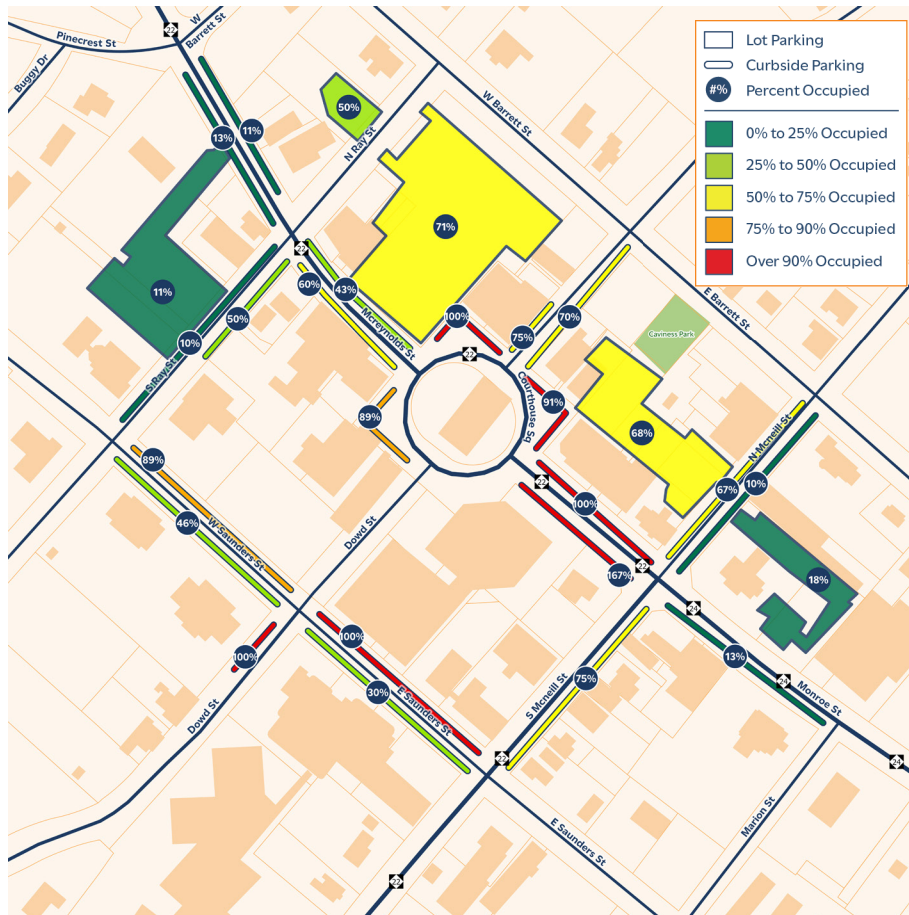 Lot Parking
Curbside Parking
#% Percent Occupied
0% to 25% Occupied
25% to 50% Occupied
50% to 75% Occupied
75% to 90% Occupied
Over 90% Occupied
22
W
Barrett St
Pinecrest St
Buggy Dr
13%
11%
50%
N Ray St
W Barrett St
71%
22
11%
60%
43%
Mcreynolds St
50%
10%
S Ray St
100%
75%
70%
E Barrett St
Caviness Park
22
Courthouse Sq
91%
89%
68%
N Mcneill St
67%
10%
89%
46%
W Saunders St
Dowd St
22
100%
167%
22
18%
24
13%
24
Monroe St
24
100%
100%
30%
E Saunders St
Dowd St
S Mcneill St
75%
22
E Saunders St
Marion St
22